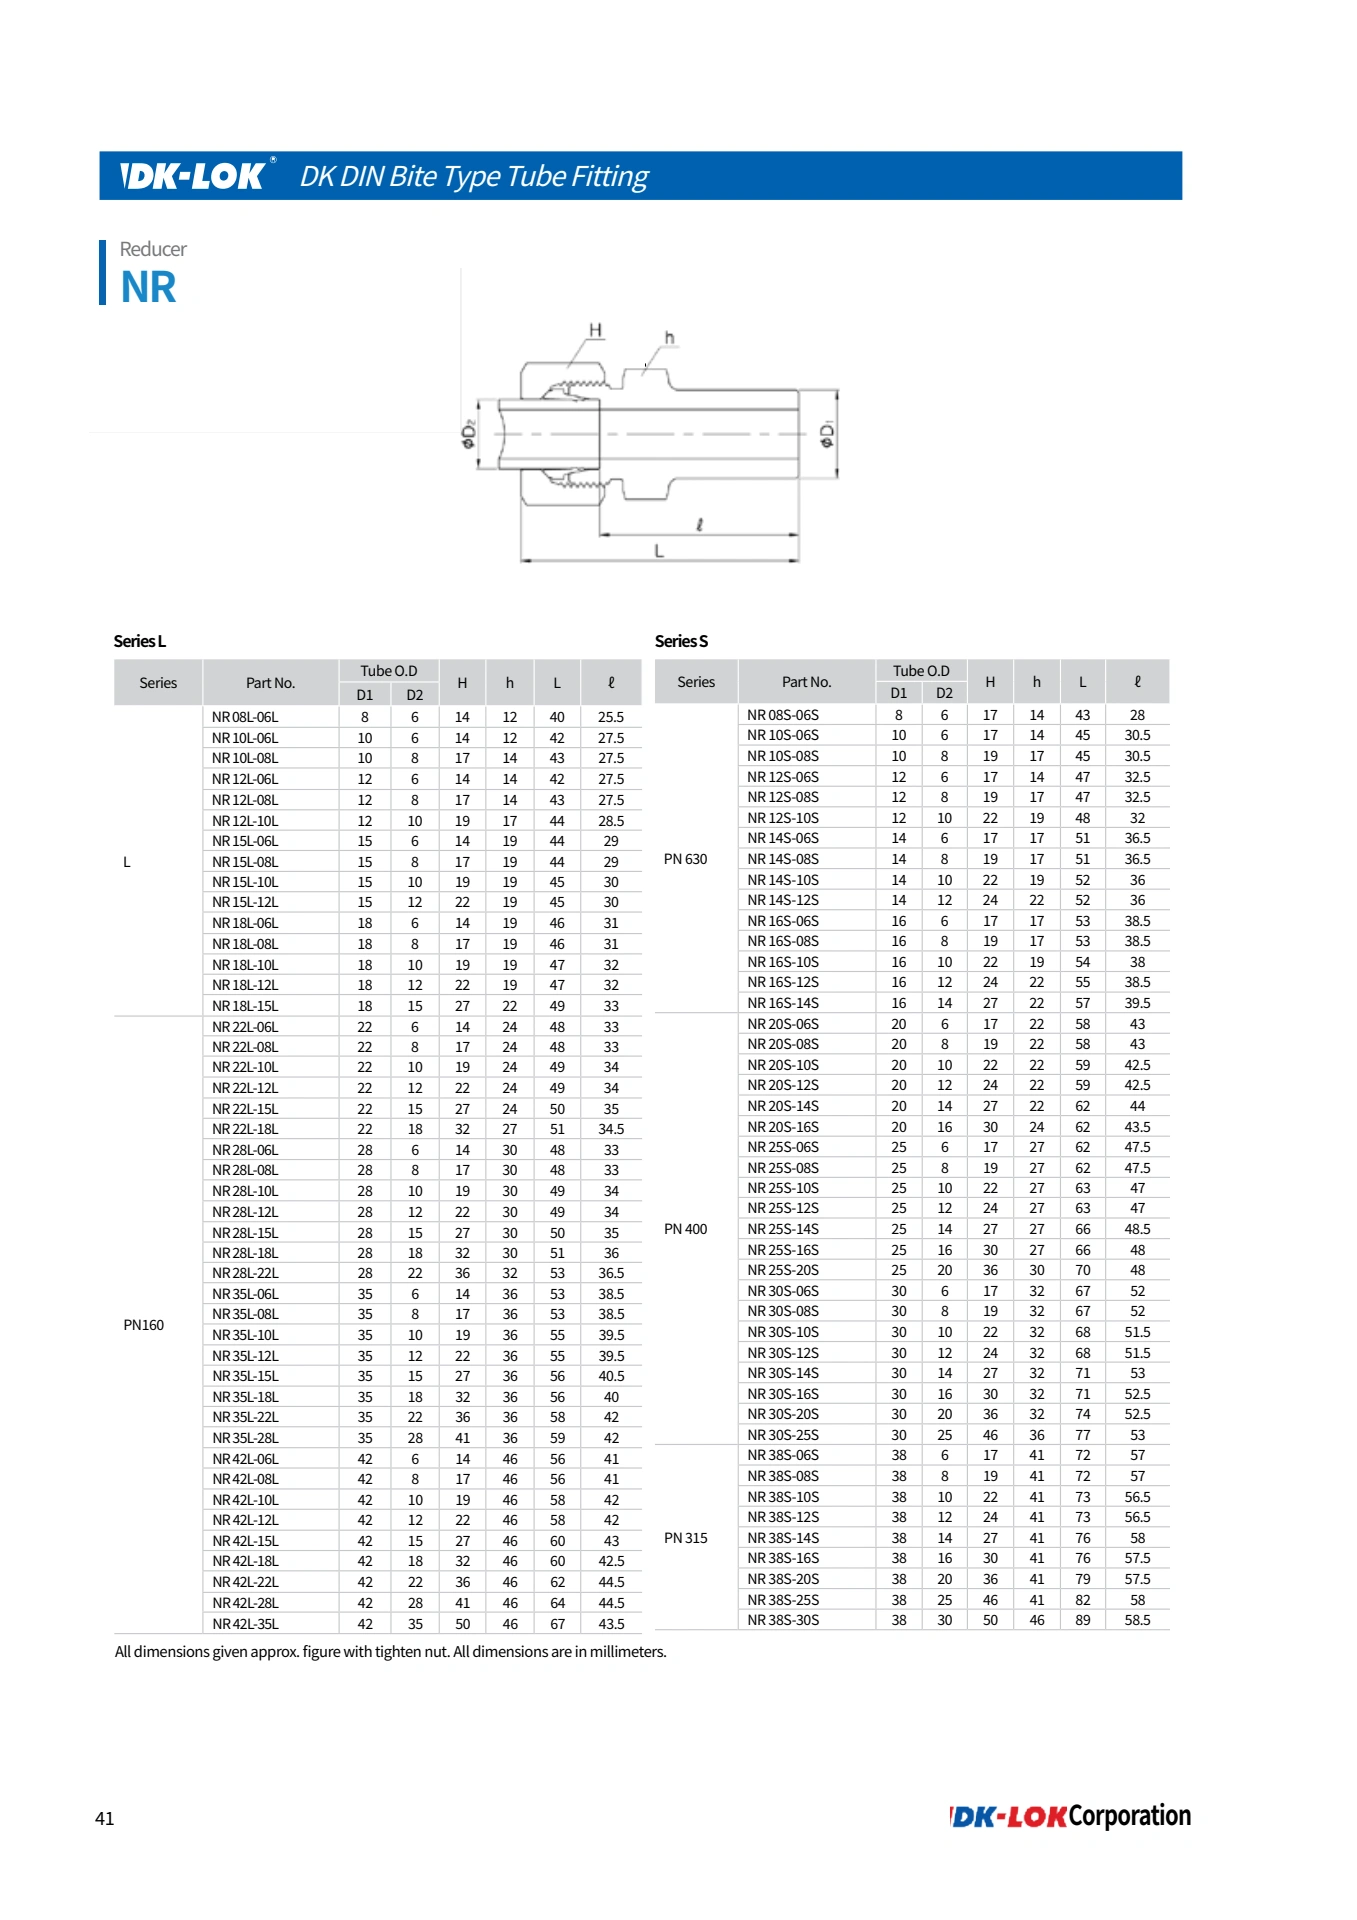 DK-LOK® DK DIN Bite Type Tube Fitting
Reducer
NR
H
h
øD2
øD1
ℓ
L
Series L
Series Part No. Tube O.D H h L ℓ
D1 D2
NR 08L-06L 8 6 14 12 40 25.5
NR 10L-06L 10 6 14 12 42 27.5
NR 10L-08L 10 8 17 14 43 27.5
NR 12L-06L 12 6 14 14 42 27.5
NR 12L-08L 12 8 17 14 43 27.5
NR 12L-10L 12 10 19 17 44 28.5
NR 15L-06L 15 6 14 19 44 29
L NR 15L-08L 15 8 17 19 44 29
NR 15L-10L 15 10 19 19 45 30
NR 15L-12L 15 12 22 19 45 30
NR 18L-06L 18 6 14 19 46 31
NR 18L-08L 18 8 17 19 46 31
NR 18L-10L 18 10 19 19 47 32
NR 18L-12L 18 12 22 19 47 32
NR 18L-15L 18 15 27 22 49 33
NR 22L-06L 22 6 14 24 48 33
NR 22L-08L 22 8 17 24 48 33
NR 22L-10L 22 10 19 24 49 34
NR 22L-12L 22 12 22 24 49 34
NR 22L-15L 22 15 27 24 50 35
NR 22L-18L 22 18 32 27 51 34.5
NR 28L-06L 28 6 14 30 48 33
NR 28L-08L 28 8 17 30 48 33
NR 28L-10L 28 10 19 30 49 34
NR 28L-12L 28 12 22 30 49 34
NR 28L-15L 28 15 27 30 50 35
NR 28L-18L 28 18 32 30 51 36
NR 28L-22L 28 22 36 32 53 36.5
NR 35L-06L 35 6 14 36 53 38.5
NR 35L-08L 35 8 17 36 53 38.5
PN160 NR 35L-10L 35 10 19 36 55 39.5
NR 35L-12L 35 12 22 36 55 39.5
NR 35L-15L 35 15 27 36 56 40.5
NR 35L-18L 35 18 32 36 56 40
NR 35L-22L 35 22 36 36 58 42
NR 35L-28L 35 28 41 36 59 42
NR 42L-06L 42 6 14 46 56 41
NR 42L-08L 42 8 17 46 56 41
NR 42L-10L 42 10 19 46 58 42
NR 42L-12L 42 12 22 46 58 42
NR 42L-15L 42 15 27 46 60 43
NR 42L-18L 42 18 32 46 60 42.5
NR 42L-22L 42 22 36 46 62 44.5
NR 42L-28L 42 28 41 46 64 44.5
NR 42L-35L 42 35 50 46 67 43.5
Series S
Series Part No. Tube O.D H h L ℓ
D1 D2
NR 08S-06S 8 6 17 14 43 28
NR 10S-06S 10 6 17 14 45 30.5
NR 10S-08S 10 8 19 17 45 30.5
NR 12S-06S 12 6 17 14 47 32.5
NR 12S-08S 12 8 19 17 47 32.5
NR 12S-10S 12 10 22 19 48 32
NR 14S-06S 14 6 17 17 51 36.5
PN 630 NR 14S-08S 14 8 19 17 51 36.5
NR 14S-10S 14 10 22 19 52 36
NR 14S-12S 14 12 24 22 52 36
NR 16S-06S 16 6 17 17 53 38.5
NR 16S-08S 16 8 19 17 53 38.5
NR 16S-10S 16 10 22 19 54 38
NR 16S-12S 16 12 24 22 55 38.5
NR 16S-14S 16 14 27 22 57 39.5
NR 20S-06S 20 6 17 22 58 43
NR 20S-08S 20 8 19 22 58 43
NR 20S-10S 20 10 22 22 59 42.5
NR 20S-12S 20 12 24 22 59 42.5
NR 20S-14S 20 14 27 22 62 44
NR 20S-16S 20 16 30 24 62 43.5
NR 25S-06S 25 6 17 27 62 47.5
NR 25S-08S 25 8 19 27 62 47.5
NR 25S-10S 25 10 22 27 63 47
NR 25S-12S 25 12 24 27 63 47
PN 400 NR 25S-14S 25 14 27 27 66 48.5
NR 25S-16S 25 16 30 27 66 48
NR 25S-20S 25 20 36 30 70 48
NR 30S-06S 30 6 17 32 67 52
NR 30S-08S 30 8 19 32 67 52
NR 30S-10S 30 10 22 32 68 51.5
NR 30S-12S 30 12 24 32 68 51.5
NR 30S-14S 30 14 27 32 71 53
NR 30S-16S 30 16 30 32 71 52.5
NR 30S-20S 30 20 36 32 74 52.5
NR 30S-25S 30 25 46 36 77 53
NR 38S-06S 38 6 17 41 72 57
NR 38S-08S 38 8 19 41 72 57
NR 38S-10S 38 10 22 41 73 56.5
NR 38S-12S 38 12 24 41 73 56.5
PN 315 NR 38S-14S 38 14 27 41 76 58
NR 38S-16S 38 16 30 41 76 57.5
NR 38S-20S 38 20 36 41 79 57.5
NR 38S-25S 38 25 46 41 82 58
NR 38S-30S 38 30 50 46 89 58.5
All dimensions given approx. figure with tighten nut. All dimensions are in millimeters.
41
DK-LOK Corporation